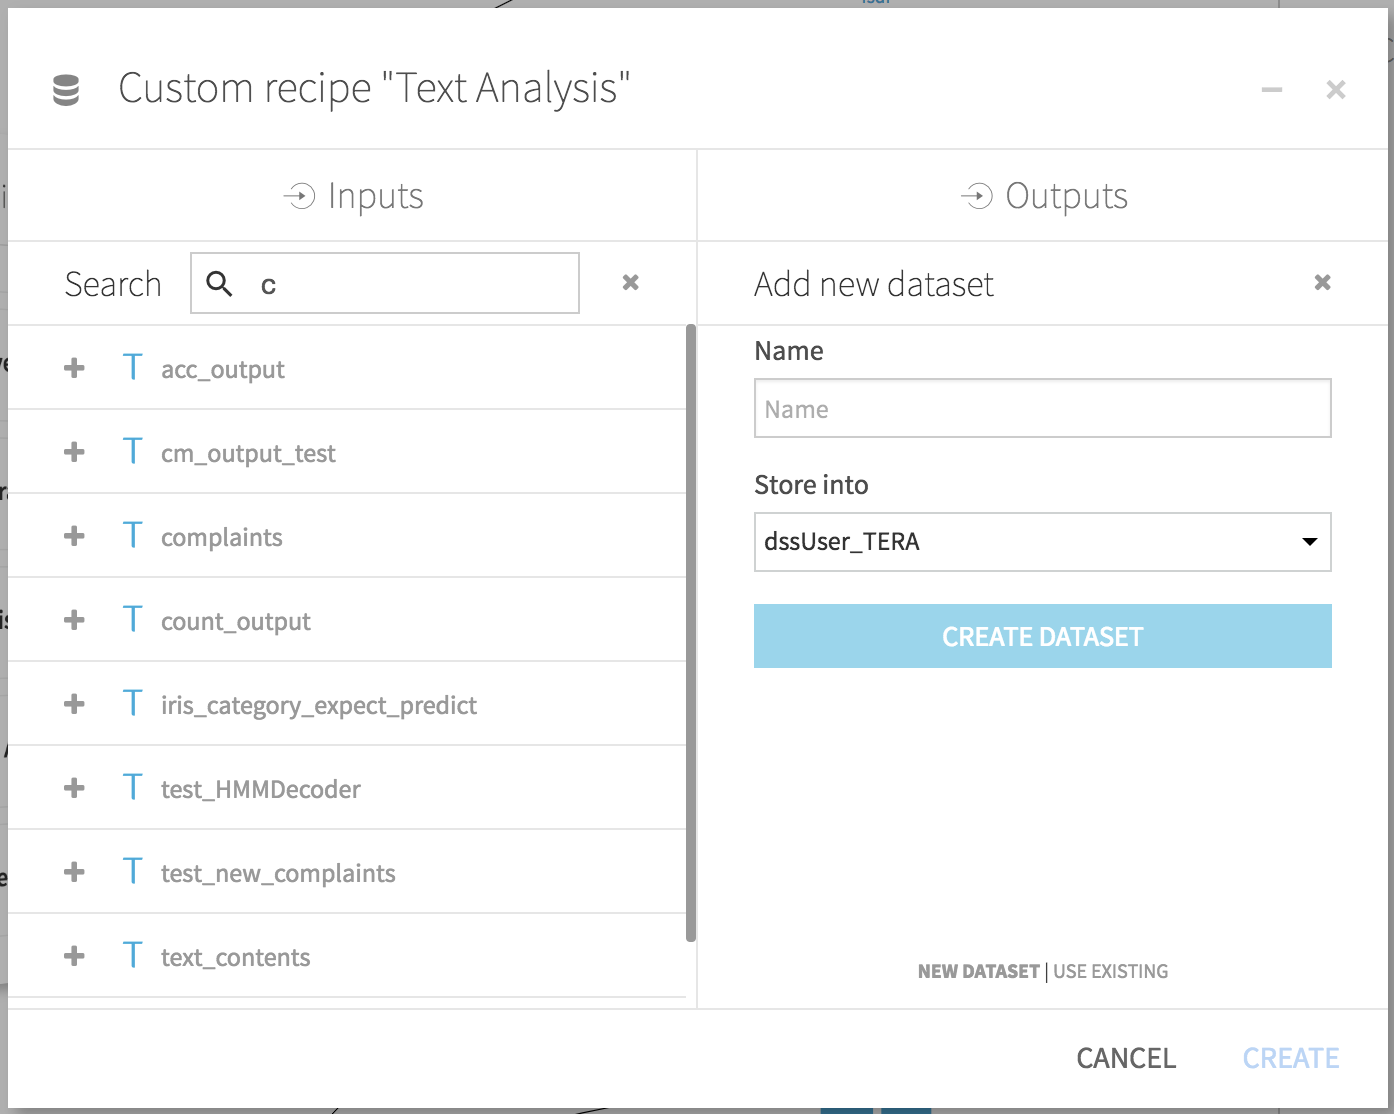 Custom recipe "Text Analysis"
Inputs
Outputs
Search
c
Add new dataset
acc_output
cm_output_test
complaints
count_output
iris_category_expect_predict
test_HMMDecoder
test_new_complaints
text_contents
Name
Name
Store into
dssUser_TERA
CREATE DATASET
NEW DATASET | USE EXISTING
CANCEL
CREATE